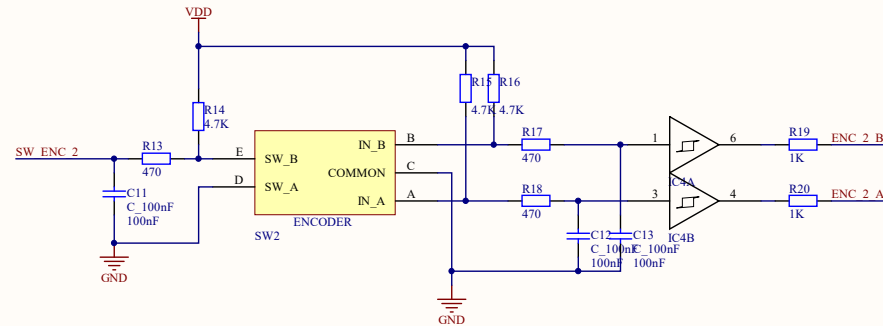 VDD
R14
4.7K
R15
4.7K
R16
4.7K
SW_ENC_2
R13
470
E
SW_B
IN_B
B
R17
470
1
6
R19
1K
ENC_2_B
D
SW_A
COMMON
C
IC4A
C11
C_100nF
100nF
IN_A
A
R18
470
3
4
R20
1K
ENC_2_A
ENCODER
SW2
C12
C_100nF
100nF
C13
C_100nF
100nF
IC4B
GND
GND